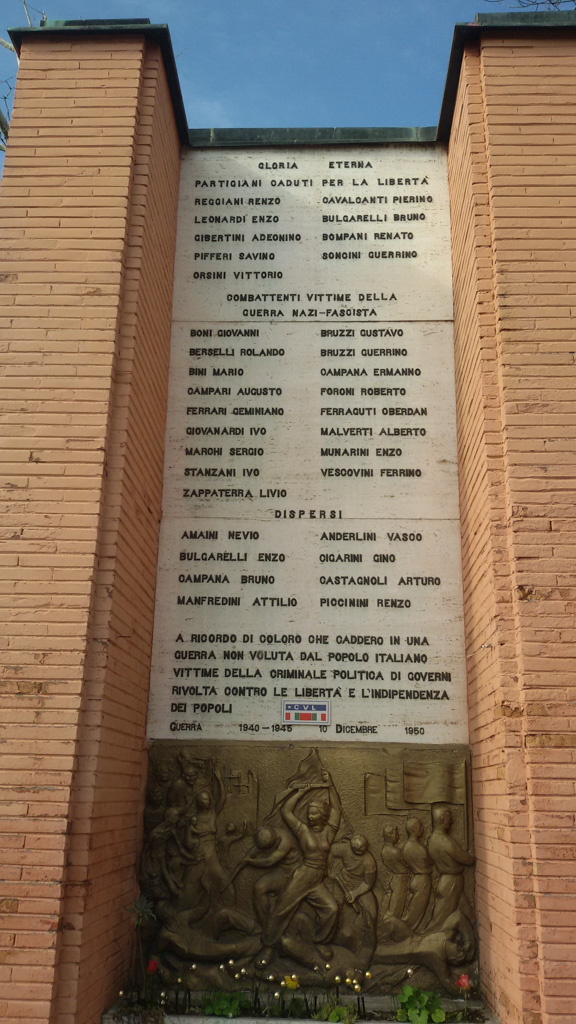 GLORIA ETERNA
PARTIGIANI CADUTI PER LA LIBERTA'
REGGIANI RENZO CAVALCANTI PIERINO
LEONARDI ENZO BULGARELLI BRUNO
GIBERTINI ADEONINO BOMPANI RENATO
PIFFERI SAVINO SONCINI GUERRINO
ORSINI VITTORIO
COMBATTENTI VITTIME DELLA
GUERRA NAZI-FASCISTA
BONI GIOVANNI BRUZZI GUSTAVO
BERSELLI ROLANDO BRUZZI GUERRINO
BINI MARIO CAMPANA ERMANNO
CAMPARI AUGUSTO FORONI ROBERTO
FERRARI GEMINIANO FERRAGUTI OBERDAN
GIOVANARDI IVO MALVERTI ALBERTO
MARCHI SERGIO MUNARINI ENZO
STANZANI IVO VESCOVINI FERRINO
ZAPPATERRA LIVIO
DISPERSI
AMAINI NEVIO ANDERLINI VASCO
BULGARELLI ENZO CIGARINI GINO
CAMPANA BRUNO CASTAGNOLI ARTURO
MANFREDINI ATTILIO PICCININI RENZO
A RICORDO DI COLORO CHE CADDERO IN UNA
GUERRA NON VOLUTA DAL POPOLO ITALIANO
VITTIME DELLA CRIMINALE POLITICA DI GOVERNI
RIVOLTA CONTRO LE LIBERTA' E L'INDIPENDENZA
DEI POPOLI
CVL
GUERRA 1940-1945 10 DICEMBRE 1950